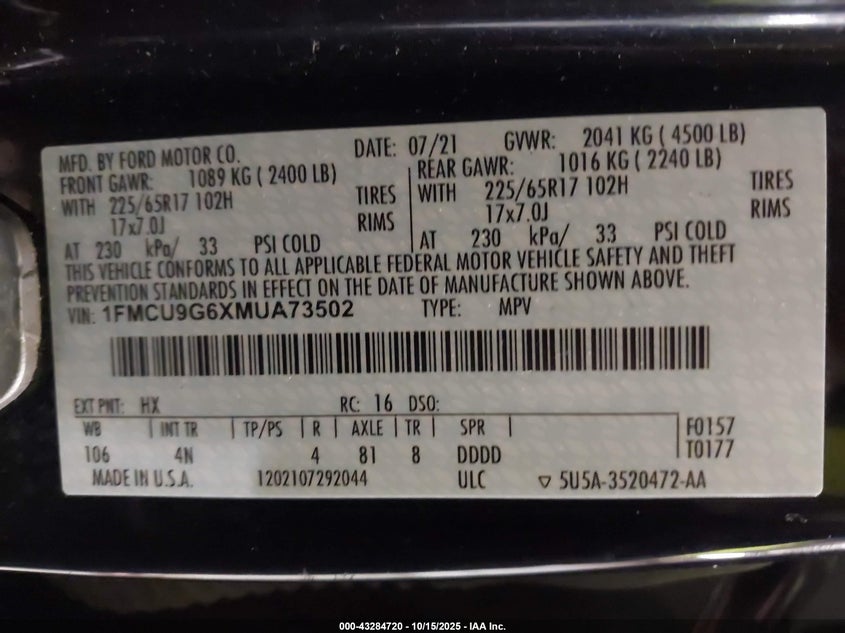 MFD. BY FORD MOTOR CO. DATE: 07/21 GVWR: 2041 KG ( 4500 LB)
FRONT GAWR: 1089 KG ( 2400 LB) REAR GAWR: 1016 KG ( 2240 LB)
WITH 225/65R17 102H TIRES WITH 225/65R17 102H TIRES
17x7.0J RIMS 17x7.0J RIMS
AT 230 kPa/ 33 PSI COLD AT 230 kPa/ 33 PSI COLD
THIS VEHICLE CONFORMS TO ALL APPLICABLE FEDERAL MOTOR VEHICLE SAFETY AND THEFT
PREVENTION STANDARDS IN EFFECT ON THE DATE OF MANUFACTURE SHOWN ABOVE.
VIN: 1FMCU9G6XMUA73502 TYPE: MPV
EXT PNT: HX RC: 16 DSO:
WB INT TR TP/PS R AXLE TR SPR F0157
106 4N 4 81 8 DDDD T0177
MADE IN U.S.A. 1202107292044 ULC ▽ 5U5A-3520472-AA
000-43284720 - 10/15/2025 - IAA Inc.